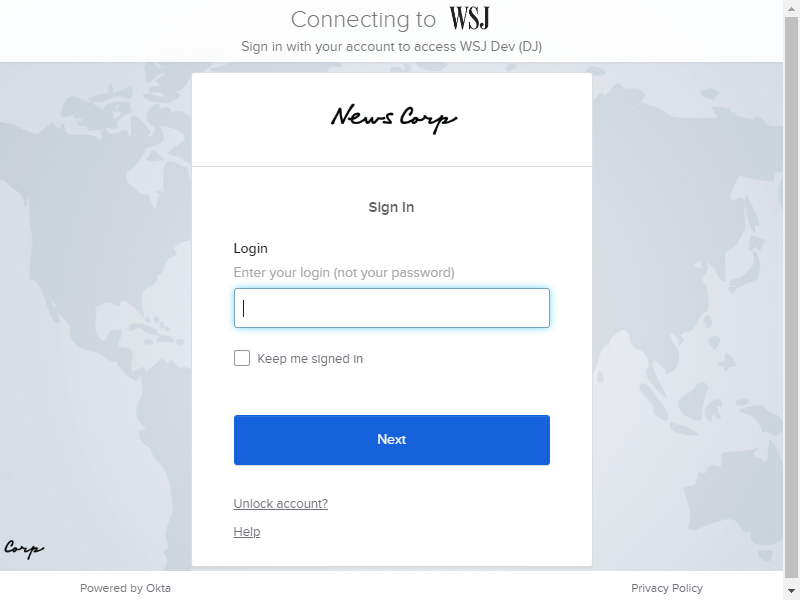 Connecting to WSJ
Sign in with your account to access WSJ Dev (DJ)
News Corp
Sign In
Login
Enter your login (not your password)
Keep me signed in
Next
Unlock account?
Help
Corp
Powered by Okta
Privacy Policy